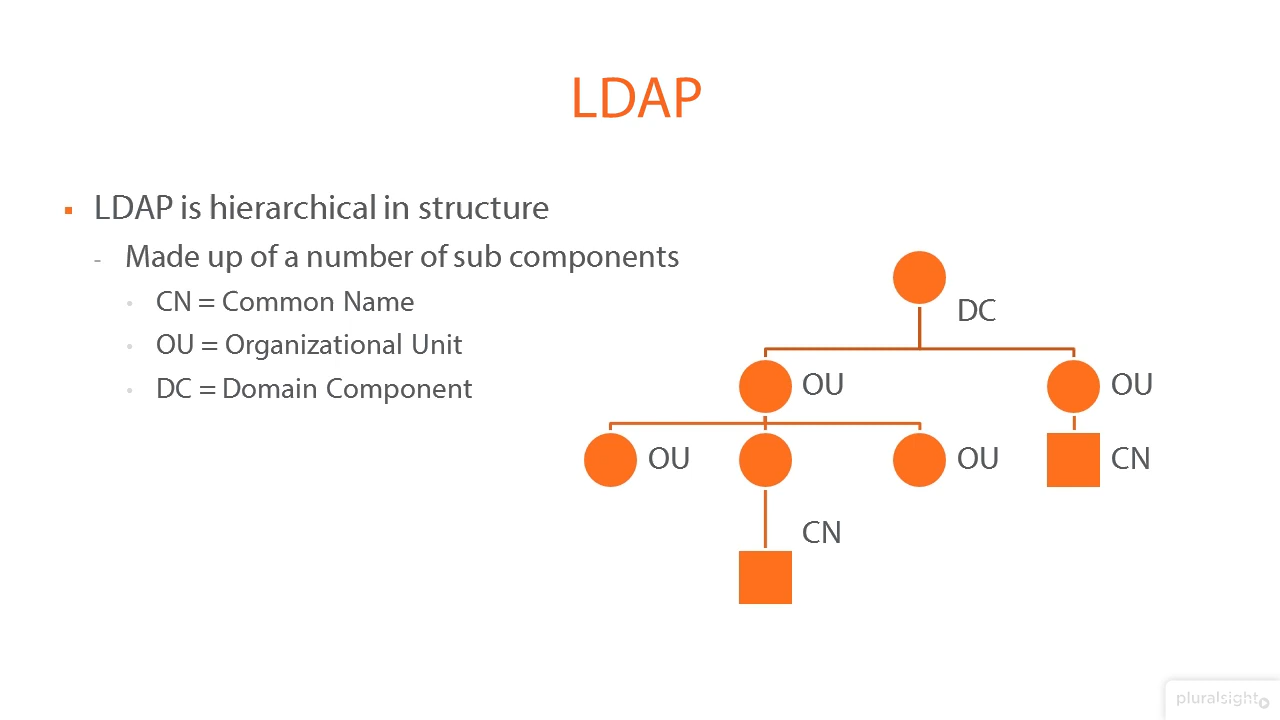 LDAP
LDAP is hierarchical in structure
- Made up of a number of sub components
CN = Common Name
OU = Organizational Unit
DC = Domain Component
DC
OU
OU
OU
OU
CN
CN
pluralsight